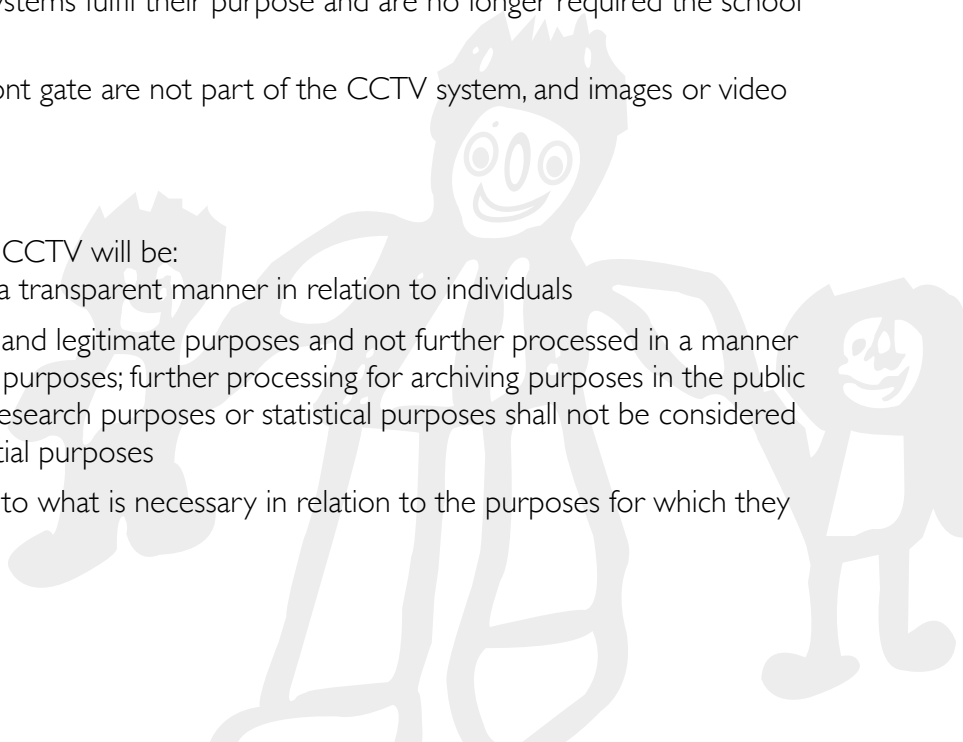 ystems fulfil their purpose and are no longer required the school
ont gate are not part of the CCTV system, and images or video
CCTV will be:
a transparent manner in relation to individuals
and legitimate purposes and not further processed in a manner
purposes; further processing for archiving purposes in the public
esearch purposes or statistical purposes shall not be considered
tial purposes
to what is necessary in relation to the purposes for which they